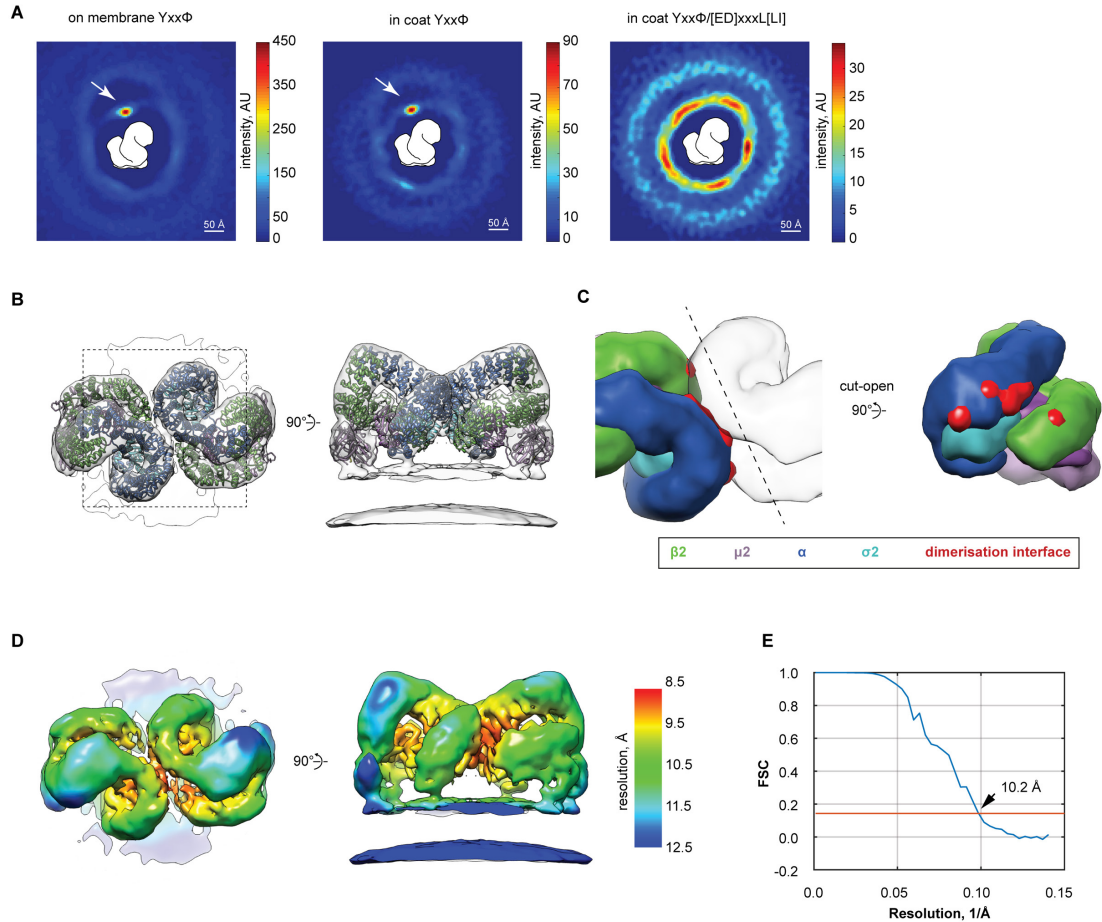 A
on membrane YxxΦ
in coat YxxΦ
in coat YxxΦ/[ED]xxxL[LI]
450
350
250
150
50
0
intensity, AU
50 Å
90
70
60
40
30
10
0
intensity, AU
50 Å
30
25
20
15
10
5
0
intensity, AU
50 Å
B
90°
C
cut-open
90°
β2 μ2 α σ2 dimerisation interface
D
90°
8.5
9.5
10.5
11.5
12.5
resolution, Å
E
1.0
0.8
0.6
0.4
0.2
0.0
-0.2
FSC
10.2 Å
0.0 0.05 0.10 0.15
Resolution, 1/Å